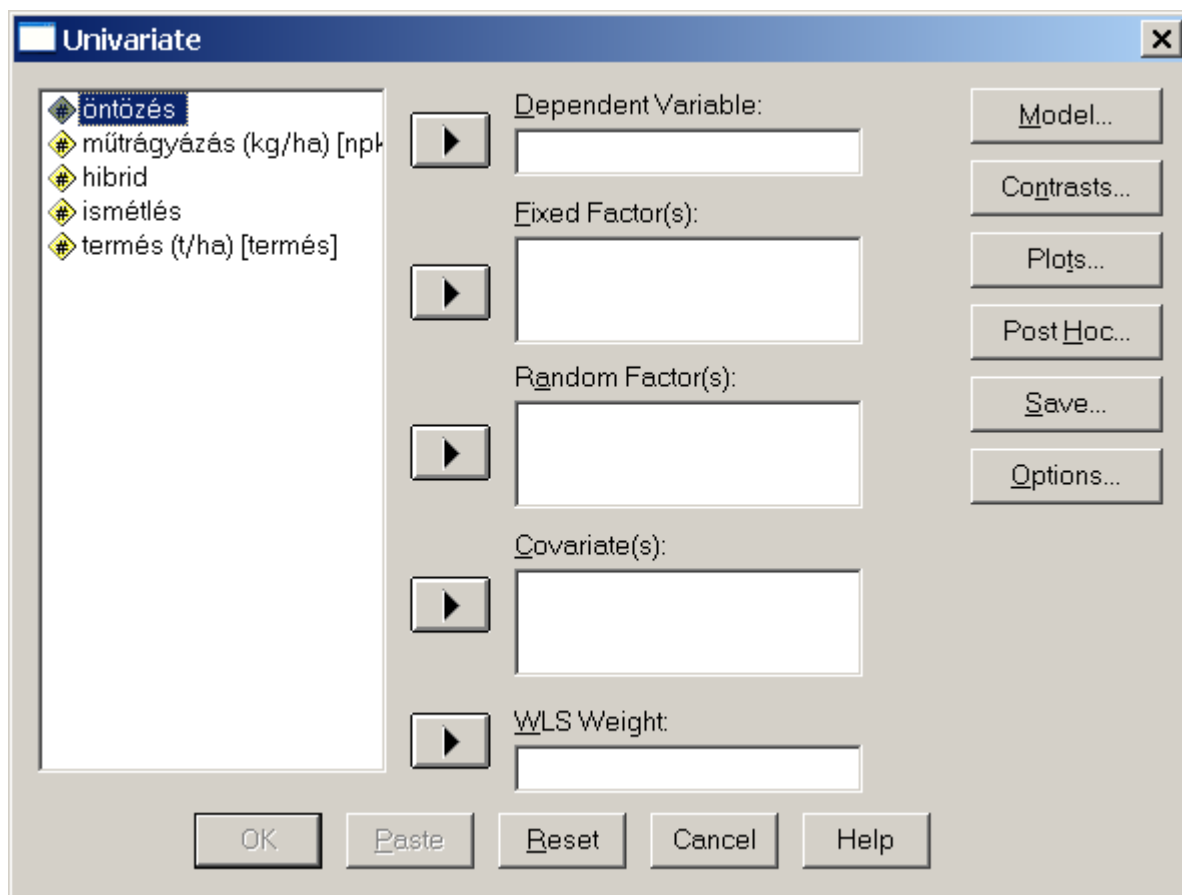 Univariate
öntözés
műtrágyázás (kg/ha) [npk
hibrid
ismétlés
termés (t/ha) [termés]
Dependent Variable:
Fixed Factor(s):
Random Factor(s):
Covariate(s):
WLS Weight:
Model...
Contrasts...
Plots...
Post Hoc...
Save...
Options...
OK
Paste
Reset
Cancel
Help